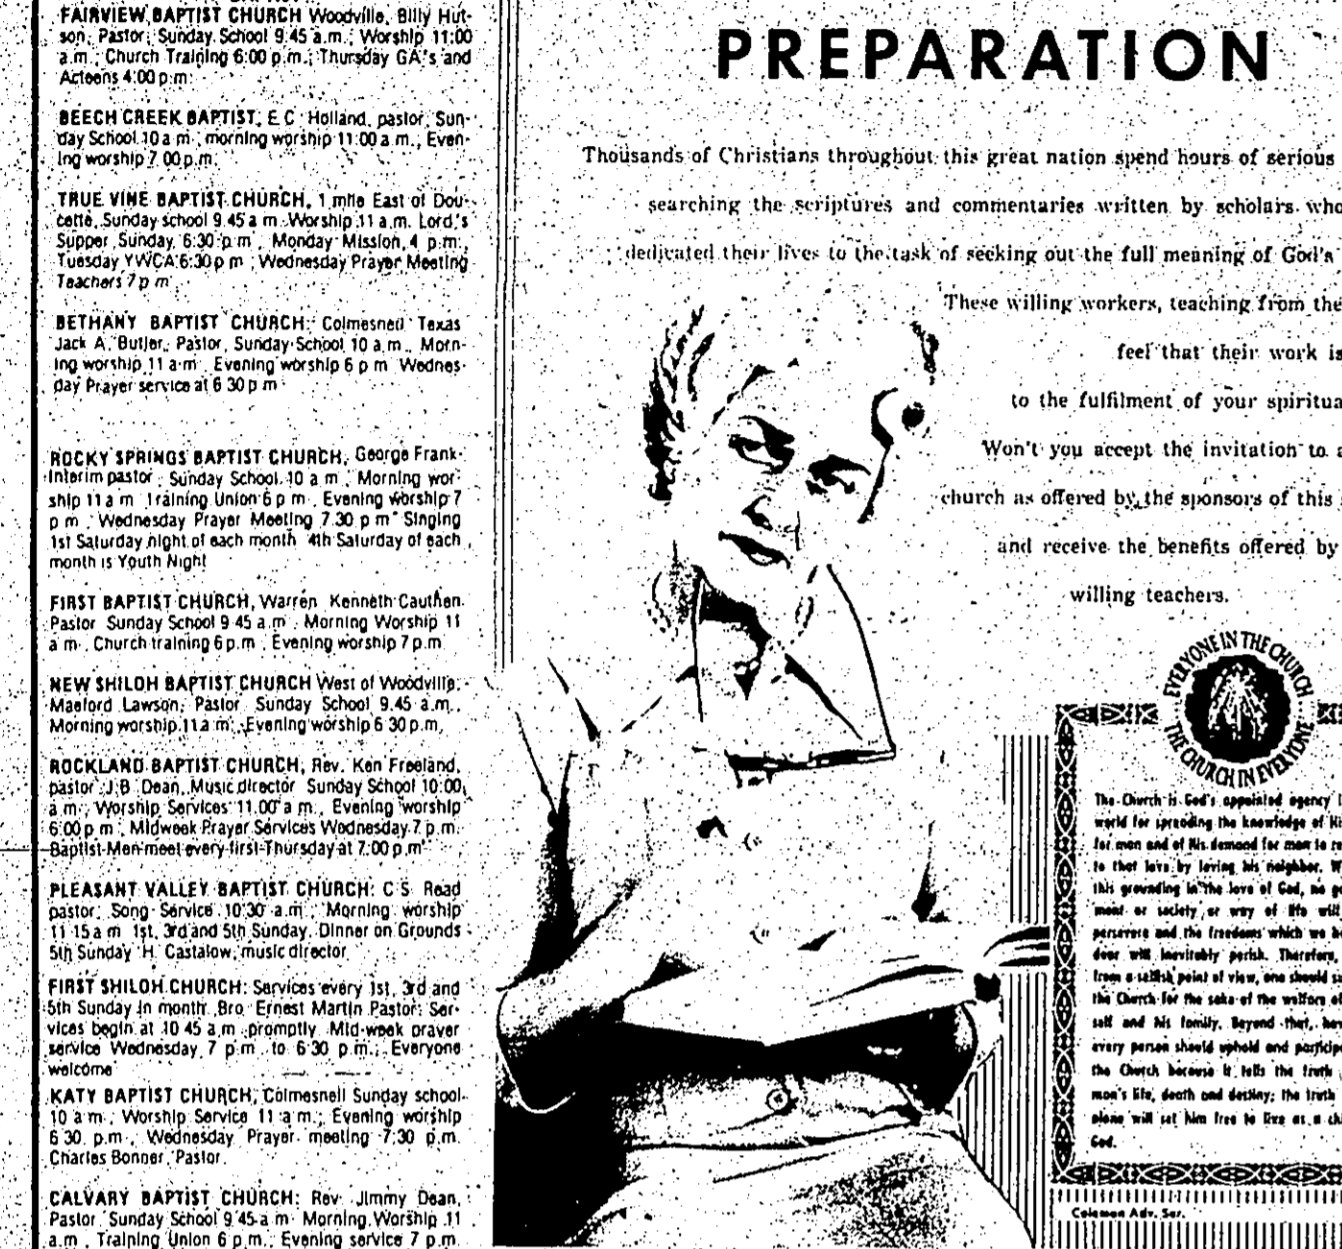 FAIRVIEW BAPTIST CHURCH Woodville, Billy Hut-
son, Pastor; Sunday School 9 45 a.m.; Worship 11:00
a.m.; Church Training 6:00 p.m.; Thursday GA's and
Acteens 4:00 p.m.
BEECH CREEK BAPTIST, E C Holland, pastor, Sun-
day School 10 a m , morning worship 11:00 a.m., Even-
ing worship 7 00 p.m.
TRUE VINE BAPTIST CHURCH, 1 mile East of Dou-
cette, Sunday school 9.45 a m Worship 11 a.m. Lord's
Supper Sunday, 6:30 p m , Monday Mission, 4 p.m.,
Tuesday YWCA 6:30 p m , Wednesday Prayer Meeting
Teachers 7 p m
BETHANY BAPTIST CHURCH: Colmesneil Texas
Jack A. Butler, Pastor, Sunday School 10 a.m., Morn-
ing worship 11 a m Evening worship 6 p m Wednes-
day Prayer service at 6 30 p m
ROCKY SPRINGS BAPTIST CHURCH, George Frank
Interim pastor , Sunday School 10 a m , Morning wor-
ship 11 a m Training Union 6 p m , Evening Worship 7
p m , Wednesday Prayer Meeting 7.30 p m Singing
1st Saturday night of each month 4th Saturday of each
month is Youth Night
FIRST BAPTIST CHURCH, Warren Kenneth Cauthen
Pastor Sunday School 9 45 a.m , Morning Worship 11
a m Church training 6 p.m , Evening worship 7 p.m
NEW SHILOH BAPTIST CHURCH West of Woodville,
Maeford Lawson, Pastor Sunday School 9.45 a.m.,
Morning worship 11 a m , Evening worship 6 30 p.m.
ROCKLAND BAPTIST CHURCH, Rev. Ken Freeland,
pastor J.B. Dean, Music director Sunday School 10:00
a m , Worship Services 11.00 a m , Evening worship
6:00 p m , Midweek Prayer Services Wednesday 7 p.m.
Baptist Men meet every first Thursday at 7:00 p.m
PLEASANT VALLEY BAPTIST CHURCH: C S Read
pastor; Song Service 10:30 a.m ; Morning worship
11 15 a m 1st, 3rd and 5th Sunday. Dinner on Grounds
5th Sunday H. Castalow, music director
FIRST SHILOH CHURCH: Services every 1st, 3rd and
5th Sunday in month Bro Ernest Martin Pastor; Ser-
vices begin at 10 45 a.m promptly Mid-week prayer
service Wednesday 7 p m to 6:30 p.m., Everyone
welcome
KATY BAPTIST CHURCH, Colmesneil Sunday school
10 a m , Worship Service 11 a m , Evening worship
6 30 p.m., Wednesday Prayer meeting 7:30 p.m.
Charles Bonner, Pastor
CALVARY BAPTIST CHURCH: Rev Jimmy Dean,
Pastor Sunday School 9 45 a m Morning Worship 11
a.m , Training Union 6 p.m., Evening service 7 p.m.
PREPARATION
Thousands of Christians throughout this great nation spend hours of serious
searching the scriptures and commentaries written by scholars who
dedicated their lives to the task of seeking out the full meaning of God's
These willing workers, teaching from the
feel that their work is
to the fulfilment of your spiritua
Won't you accept the invitation to a
church as offered by the sponsors of this
and receive the benefits offered by
willing teachers.
EVERYONE IN THE CHURCH
THE CHURCH IN EVERYONE
The Church is God's appointed agency
world for spreading the knowledge of Hi
for man and of His demand for man to re
to that love by loving his neighbor. W
this grounding in the love of God, no go
ment or society or way of life will
persevere and the freedoms which we h
dear will inevitably perish. Therefore,
from a selfish point of view, one should s
the Church for the sake of the welfare of
self and his family. Beyond that, how
every person should uphold and particip
the Church because it tells the truth
man's life, death and destiny; the truth
alone will set him free to live as a ch
God.
Coleman Adv. Ser.